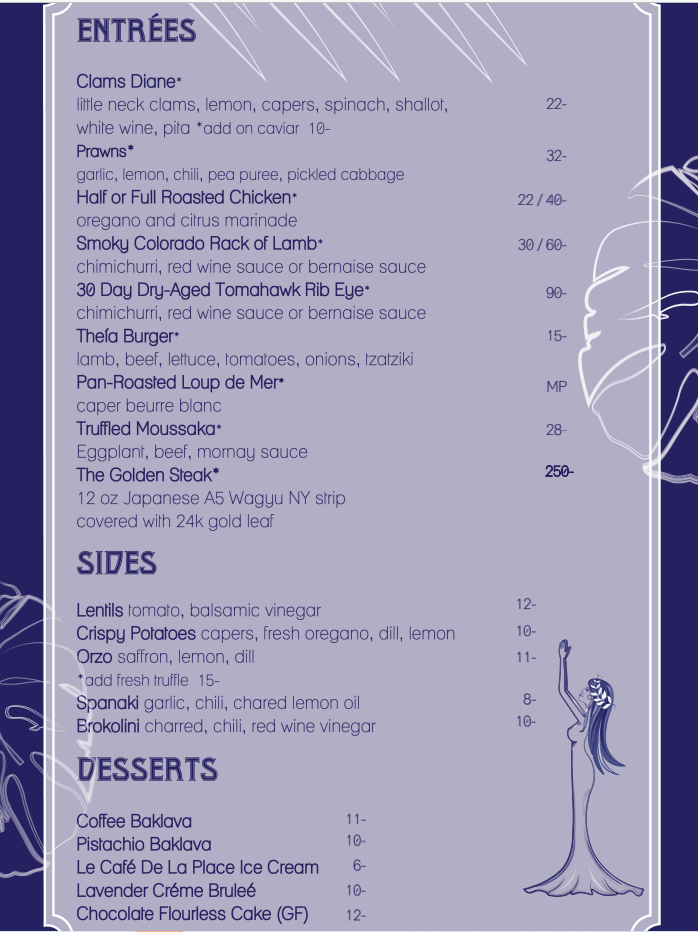 ENTRÉES
Clams Diane*
little neck clams, lemon, capers, spinach, shallot, 22-
white wine, pita *add on caviar 10-
Prawns* 32-
garlic, lemon, chili, pea puree, pickled cabbage
Half or Full Roasted Chicken* 22 / 40-
oregano and citrus marinade
Smoky Colorado Rack of Lamb* 30 / 60-
chimichurri, red wine sauce or bernaise sauce
30 Day Dry-Aged Tomahawk Rib Eye* 90-
chimichurri, red wine sauce or bernaise sauce
Theía Burger* 15-
lamb, beef, lettuce, tomatoes, onions, tzatziki
Pan-Roasted Loup de Mer* MP
caper beurre blanc
Truffled Moussaka* 28-
Eggplant, beef, mornay sauce
The Golden Steak* 250-
12 oz Japanese A5 Wagyu NY strip
covered with 24k gold leaf
SIDES
Lentils tomato, balsamic vinegar 12-
Crispy Potatoes capers, fresh oregano, dill, lemon 10-
Orzo saffron, lemon, dill 11-
*add fresh truffle 15-
Spanaki garlic, chili, chared lemon oil 8-
Brokolini charred, chili, red wine vinegar 10-
DESSERTS
Coffee Baklava 11-
Pistachio Baklava 10-
Le Café De La Place Ice Cream 6-
Lavender Créme Bruleé 10-
Chocolate Flourless Cake (GF) 12-